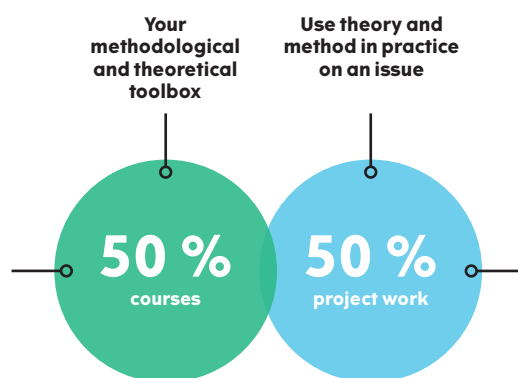 Your
methodological
and theoretical
toolbox
Use theory and
method in practice
on an issue
50 %
courses
50 %
project work